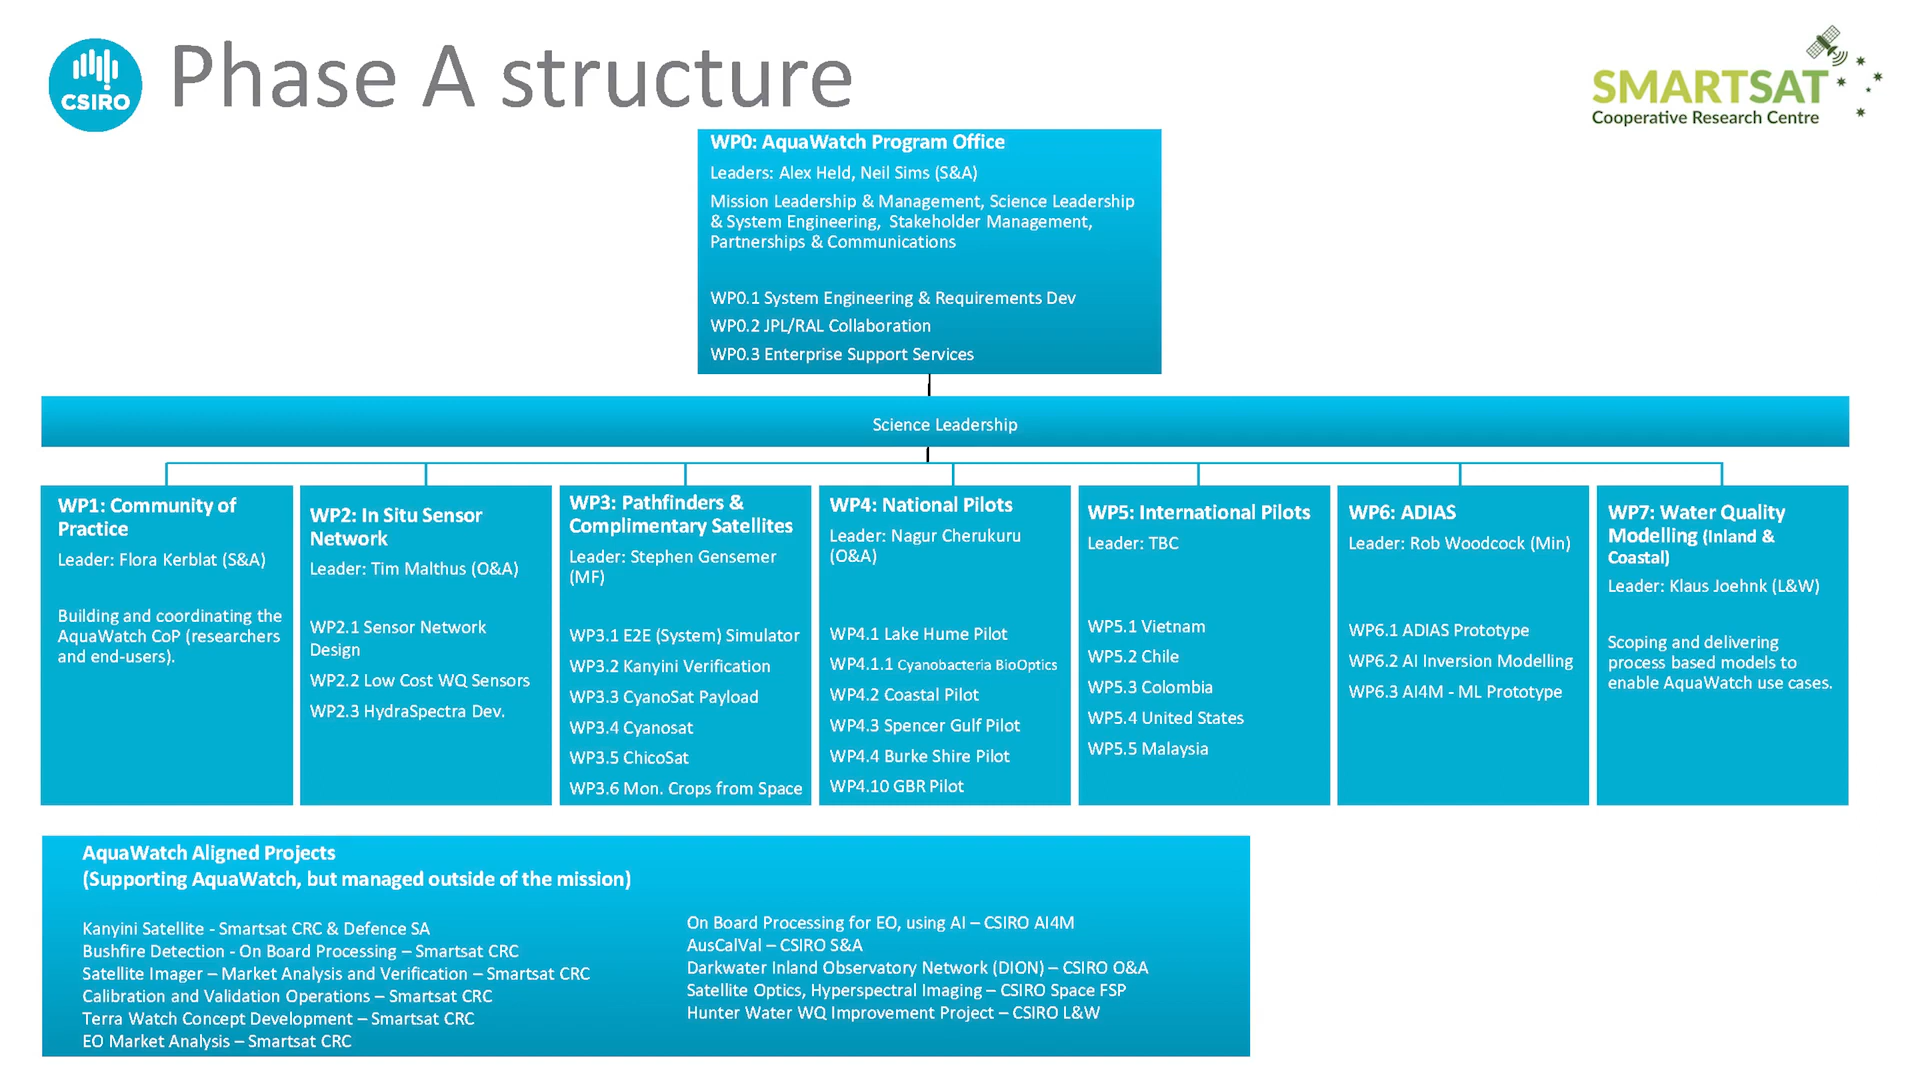 CSIRO
Phase A structure
SMARTSAT
Cooperative Research Centre
WP0: AquaWatch Program Office
Leaders: Alex Held, Neil Sims (S&A)
Mission Leadership & Management, Science Leadership
& System Engineering, Stakeholder Management,
Partnerships & Communications
WP0.1 System Engineering & Requirements Dev
WP0.2 JPL/RAL Collaboration
WP0.3 Enterprise Support Services
Science Leadership
WP1: Community of
Practice
Leader: Flora Kerblat (S&A)
Building and coordinating the
AquaWatch CoP (researchers
and end-users).
WP2: In Situ Sensor
Network
Leader: Tim Malthus (O&A)
WP2.1 Sensor Network
Design
WP2.2 Low Cost WQ Sensors
WP2.3 HydraSpectra Dev.
WP3: Pathfinders &
Complimentary Satellites
Leader: Stephen Gensemer
(MF)
WP3.1 E2E (System) Simulator
WP3.2 Kanyini Verification
WP3.3 CyanoSat Payload
WP3.4 Cyanosat
WP3.5 ChicoSat
WP3.6 Mon. Crops from Space
WP4: National Pilots
Leader: Nagur Cherukuru
(O&A)
WP4.1 Lake Hume Pilot
WP4.1.1 Cyanobacteria BioOptics
WP4.2 Coastal Pilot
WP4.3 Spencer Gulf Pilot
WP4.4 Burke Shire Pilot
WP4.10 GBR Pilot
WP5: International Pilots
Leader: TBC
WP5.1 Vietnam
WP5.2 Chile
WP5.3 Colombia
WP5.4 United States
WP5.5 Malaysia
WP6: ADIAS
Leader: Rob Woodcock (Min)
WP6.1 ADIAS Prototype
WP6.2 AI Inversion Modelling
WP6.3 AI4M - ML Prototype
WP7: Water Quality
Modelling (Inland &
Coastal)
Leader: Klaus Joehnk (L&W)
Scoping and delivering
process based models to
enable AquaWatch use cases.
AquaWatch Aligned Projects
(Supporting AquaWatch, but managed outside of the mission)
Kanyini Satellite - Smartsat CRC & Defence SA
Bushfire Detection - On Board Processing – Smartsat CRC
Satellite Imager – Market Analysis and Verification – Smartsat CRC
Calibration and Validation Operations – Smartsat CRC
Terra Watch Concept Development – Smartsat CRC
EO Market Analysis – Smartsat CRC
On Board Processing for EO, using AI – CSIRO AI4M
AusCalVal – CSIRO S&A
Darkwater Inland Observatory Network (DION) – CSIRO O&A
Satellite Optics, Hyperspectral Imaging – CSIRO Space FSP
Hunter Water WQ Improvement Project – CSIRO L&W